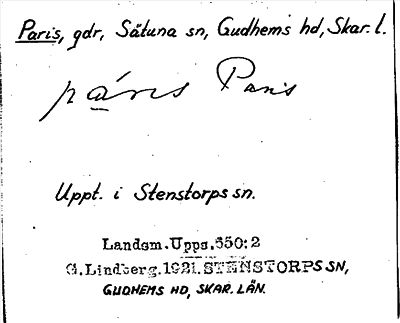 Paris, gdr, Sätuna sn, Gudhems hd, Skar. l.
páris Paris
Uppt. i Stenstorps sn.
Landsm. Upps. 550:2
G. Lindberg. 1921. STENSTORPS SN,
GUDHEMS HD, SKAR. LÄN.